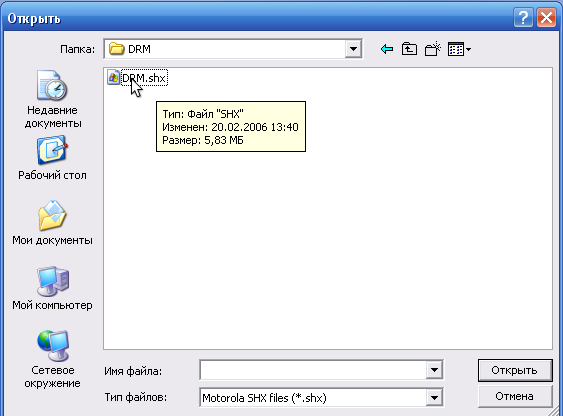 Открыть
Папка: DRM
DRM.shx
Тип: Файл "SHX"
Изменен: 20.02.2006 13:40
Размер: 5,83 МБ
Недавние
документы
Рабочий стол
Мои документы
Мой компьютер
Сетевое
окружение
Имя файла:
Открыть
Тип файлов:
Motorola SHX files (*.shx)
Отмена